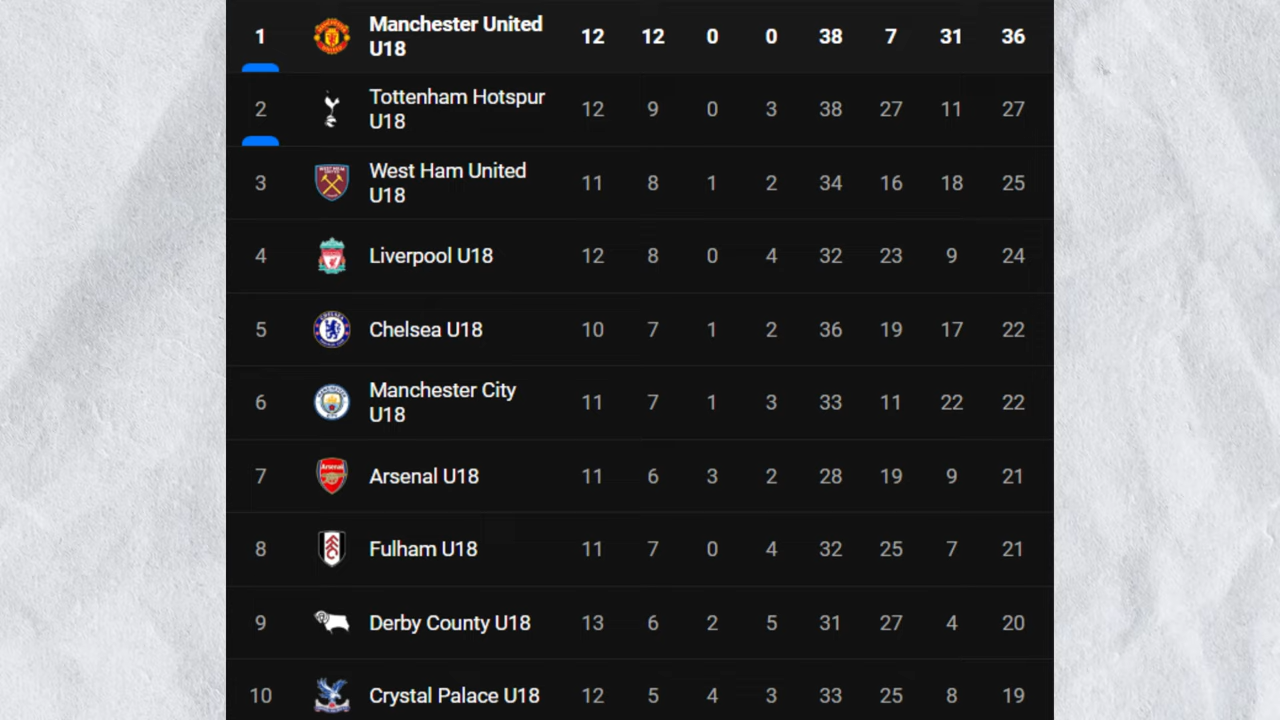 1 Manchester United U18 12 12 0 0 38 7 31 36
2 Tottenham Hotspur U18 12 9 0 3 38 27 11 27
3 West Ham United U18 11 8 1 2 34 16 18 25
4 Liverpool U18 12 8 0 4 32 23 9 24
5 Chelsea U18 10 7 1 2 36 19 17 22
6 Manchester City U18 11 7 1 3 33 11 22 22
7 Arsenal U18 11 6 3 2 28 19 9 21
8 Fulham U18 11 7 0 4 32 25 7 21
9 Derby County U18 13 6 2 5 31 27 4 20
10 Crystal Palace U18 12 5 4 3 33 25 8 19